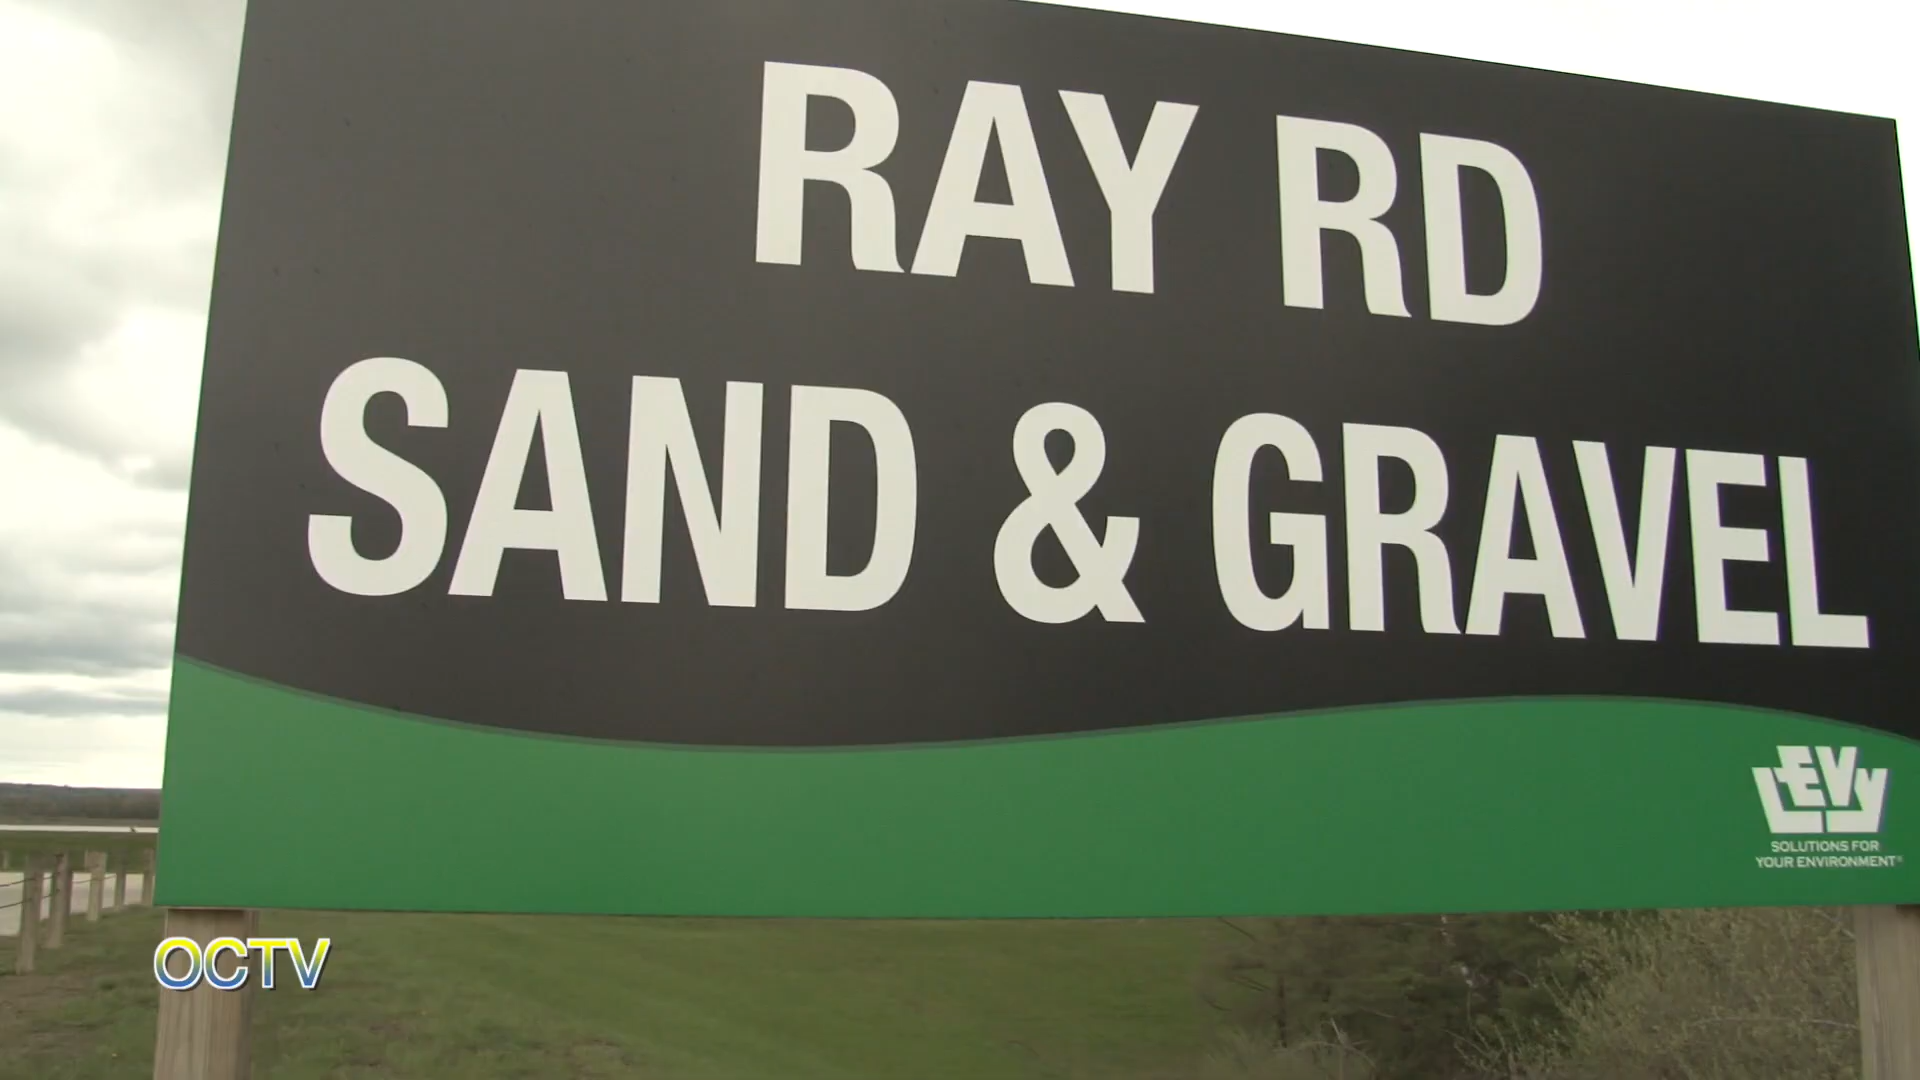 RAY RD
SAND & GRAVEL
LEVY
SOLUTIONS FOR
YOUR ENVIRONMENT®
OCTV